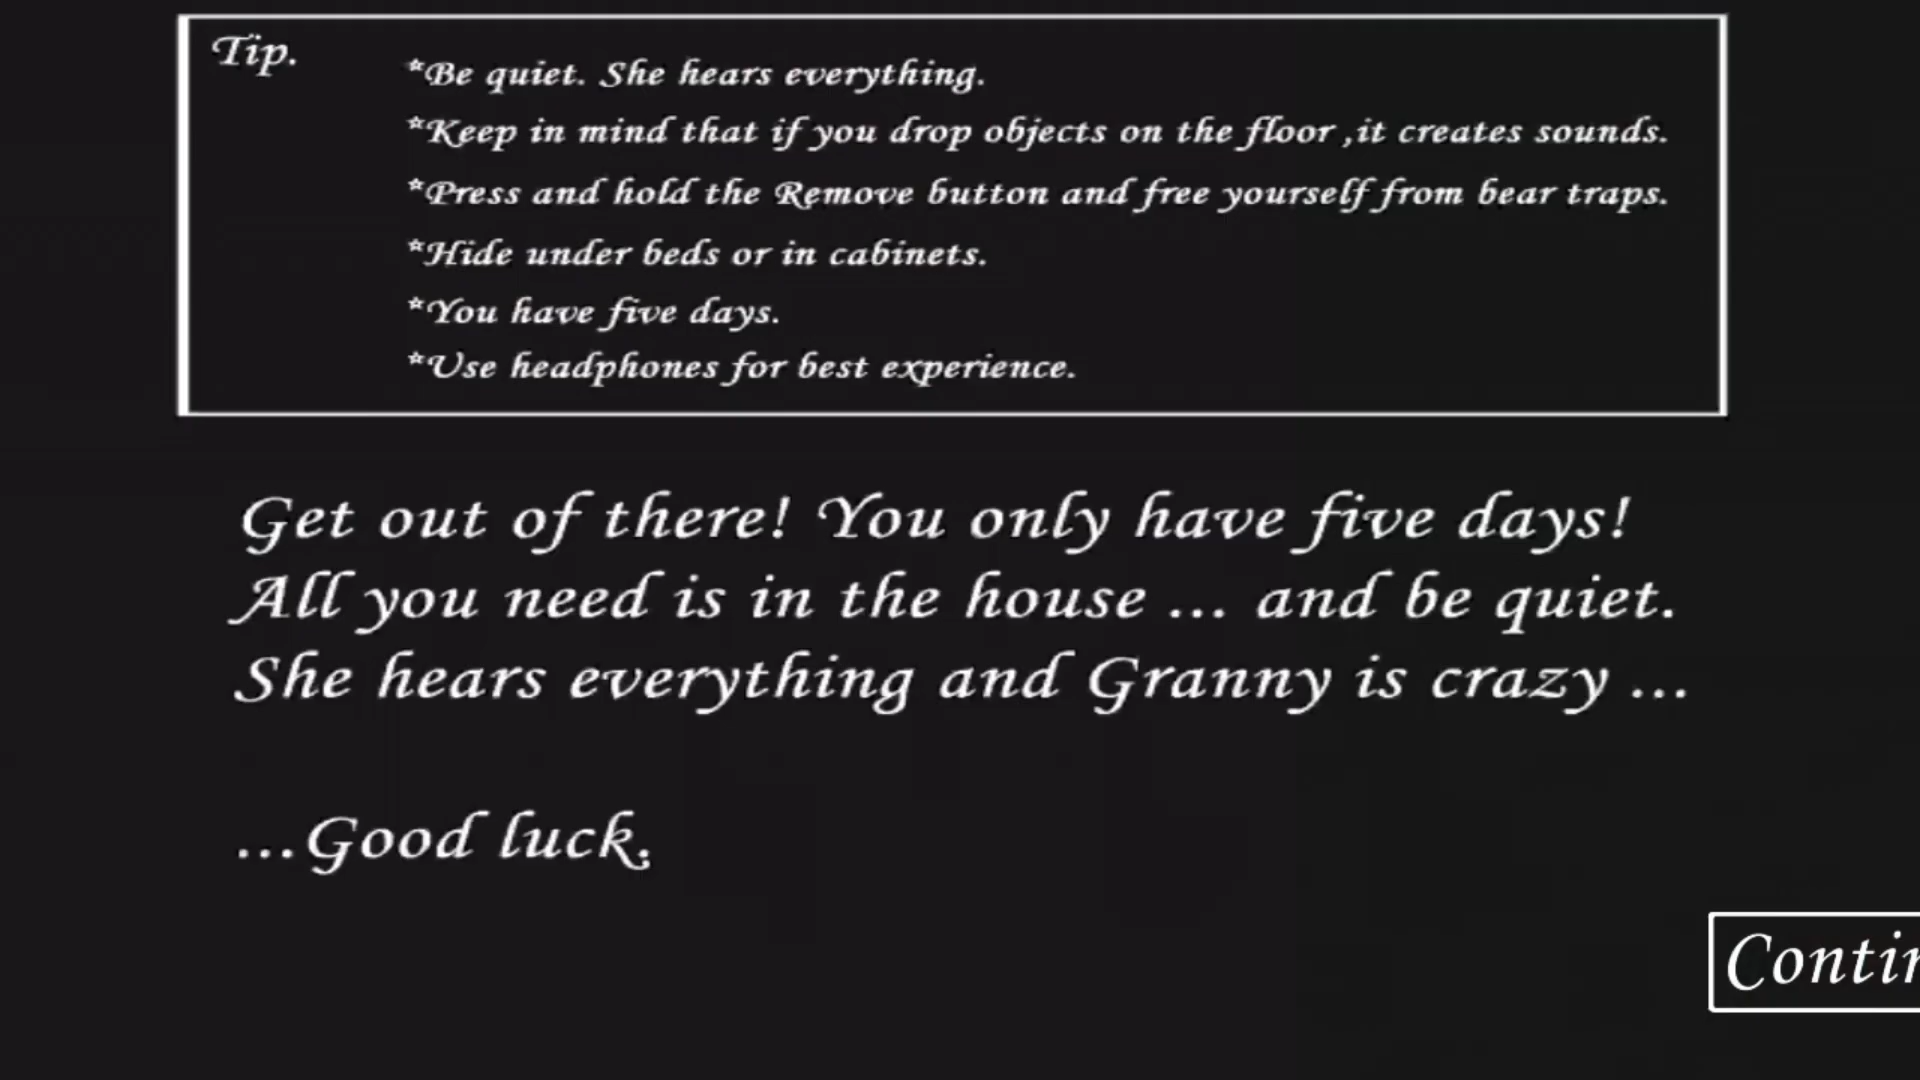 Tip.
*Be quiet. She hears everything.
*Keep in mind that if you drop objects on the floor ,it creates sounds.
*Press and hold the Remove button and free yourself from bear traps.
*Hide under beds or in cabinets.
*You have five days.
*Use headphones for best experience.
Get out of there! You only have five days!
All you need is in the house ... and be quiet.
She hears everything and Granny is crazy ...
...Good luck.